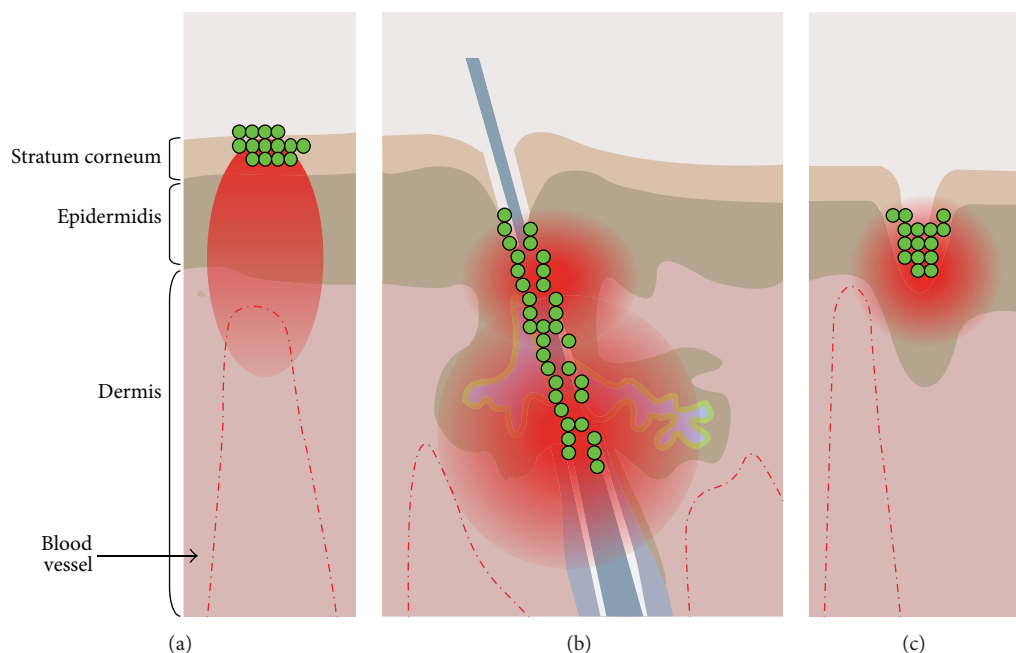 Stratum corneum
Epidermidis
Dermis
Blood
vessel
(a)
(b)
(c)